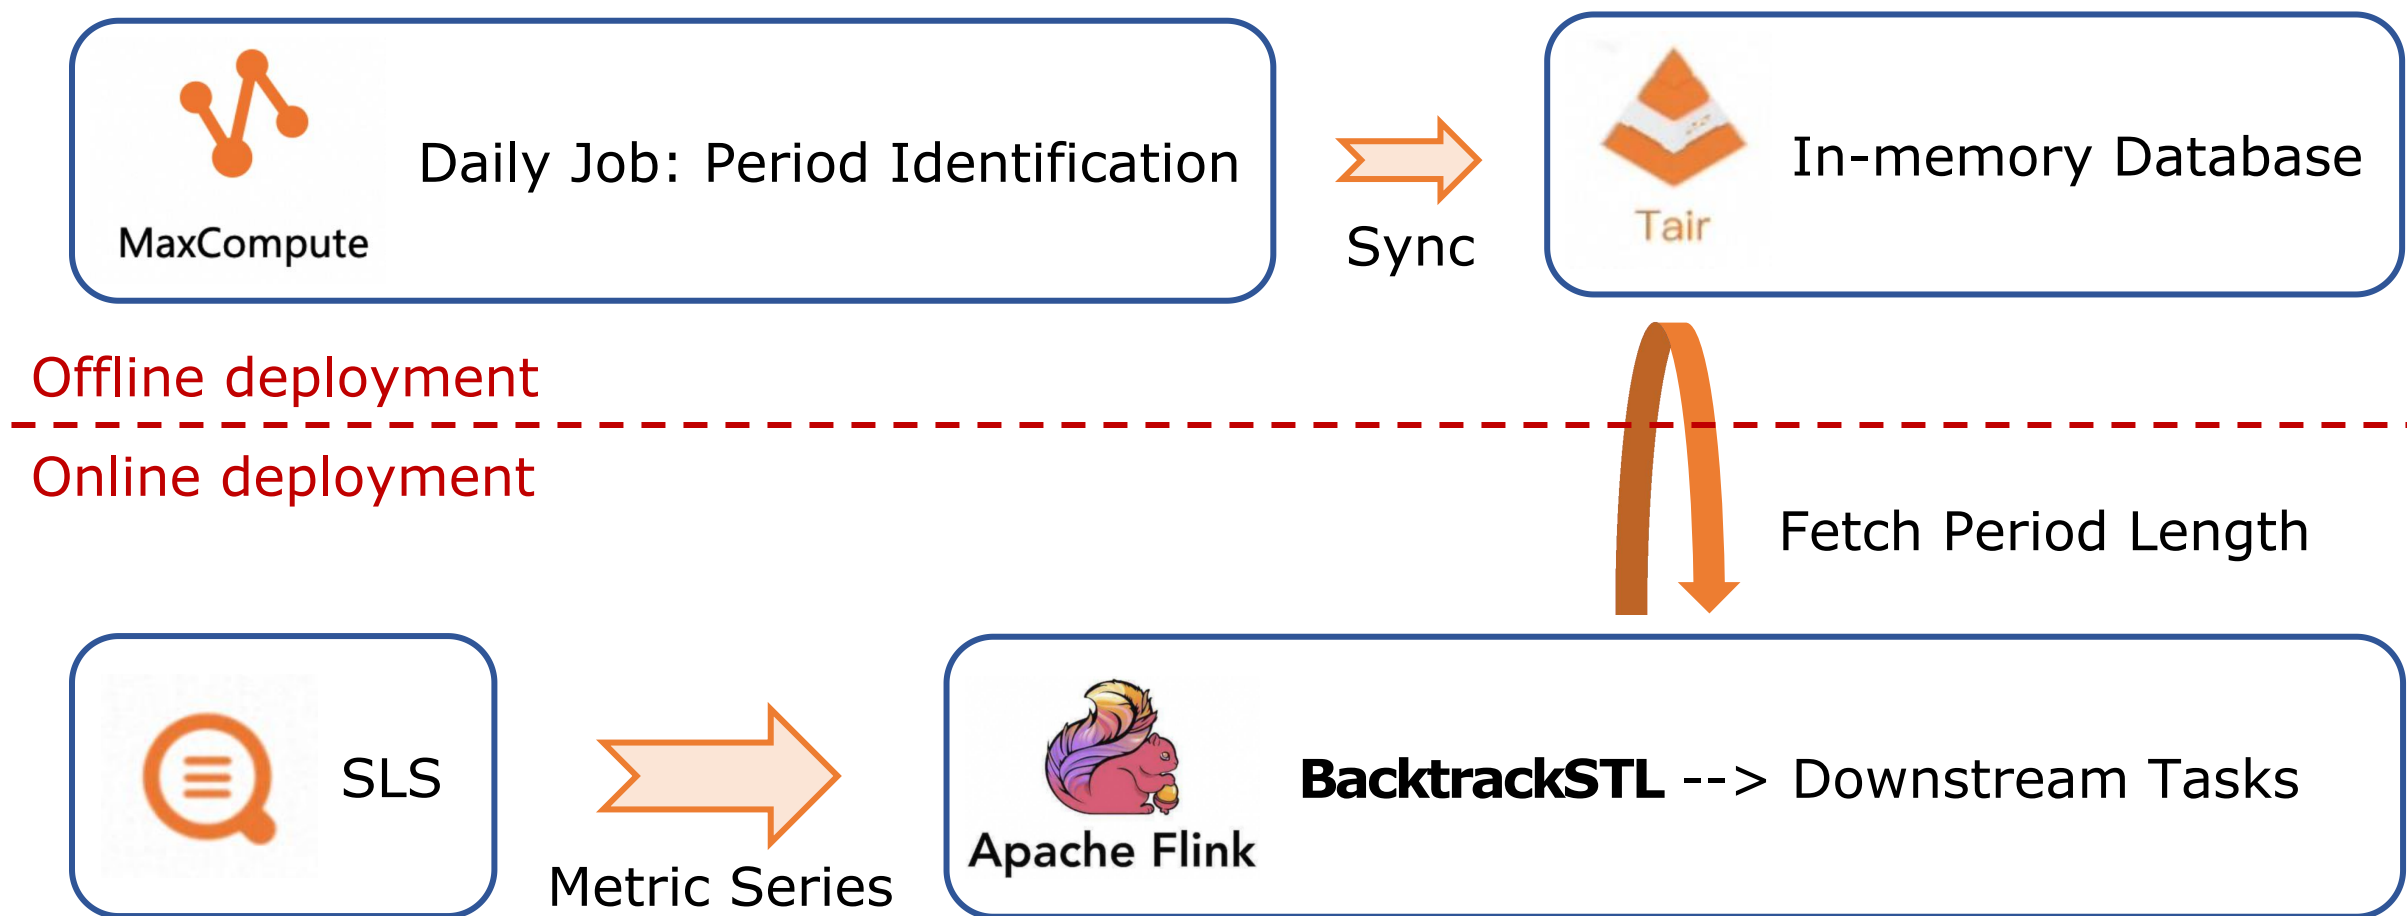 Daily Job: Period Identification
MaxCompute
Sync
In-memory Database
Tair
Offline deployment
Online deployment
Fetch Period Length
SLS
Metric Series
BacktrackSTL --> Downstream Tasks
Apache Flink